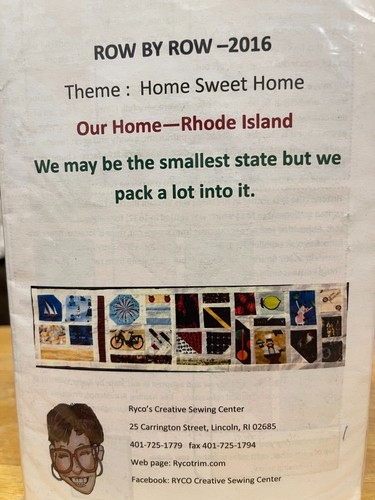 ROW BY ROW –2016
Theme : Home Sweet Home
Our Home—Rhode Island
We may be the smallest state but we
pack a lot into it.
Ryco's Creative Sewing Center
25 Carrington Street, Lincoln, RI 02685
401-725-1779 fax 401-725-1794
Web page: Rycotrim.com
Facebook: RYCO Creative Sewing Center